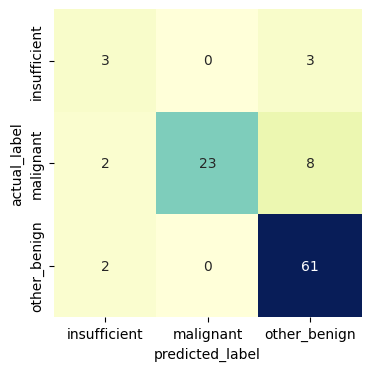 insufficient 3 0 3
actual_label
malignant 2 23 8
other_benign 2 0 61
insufficient malignant other_benign
predicted_label